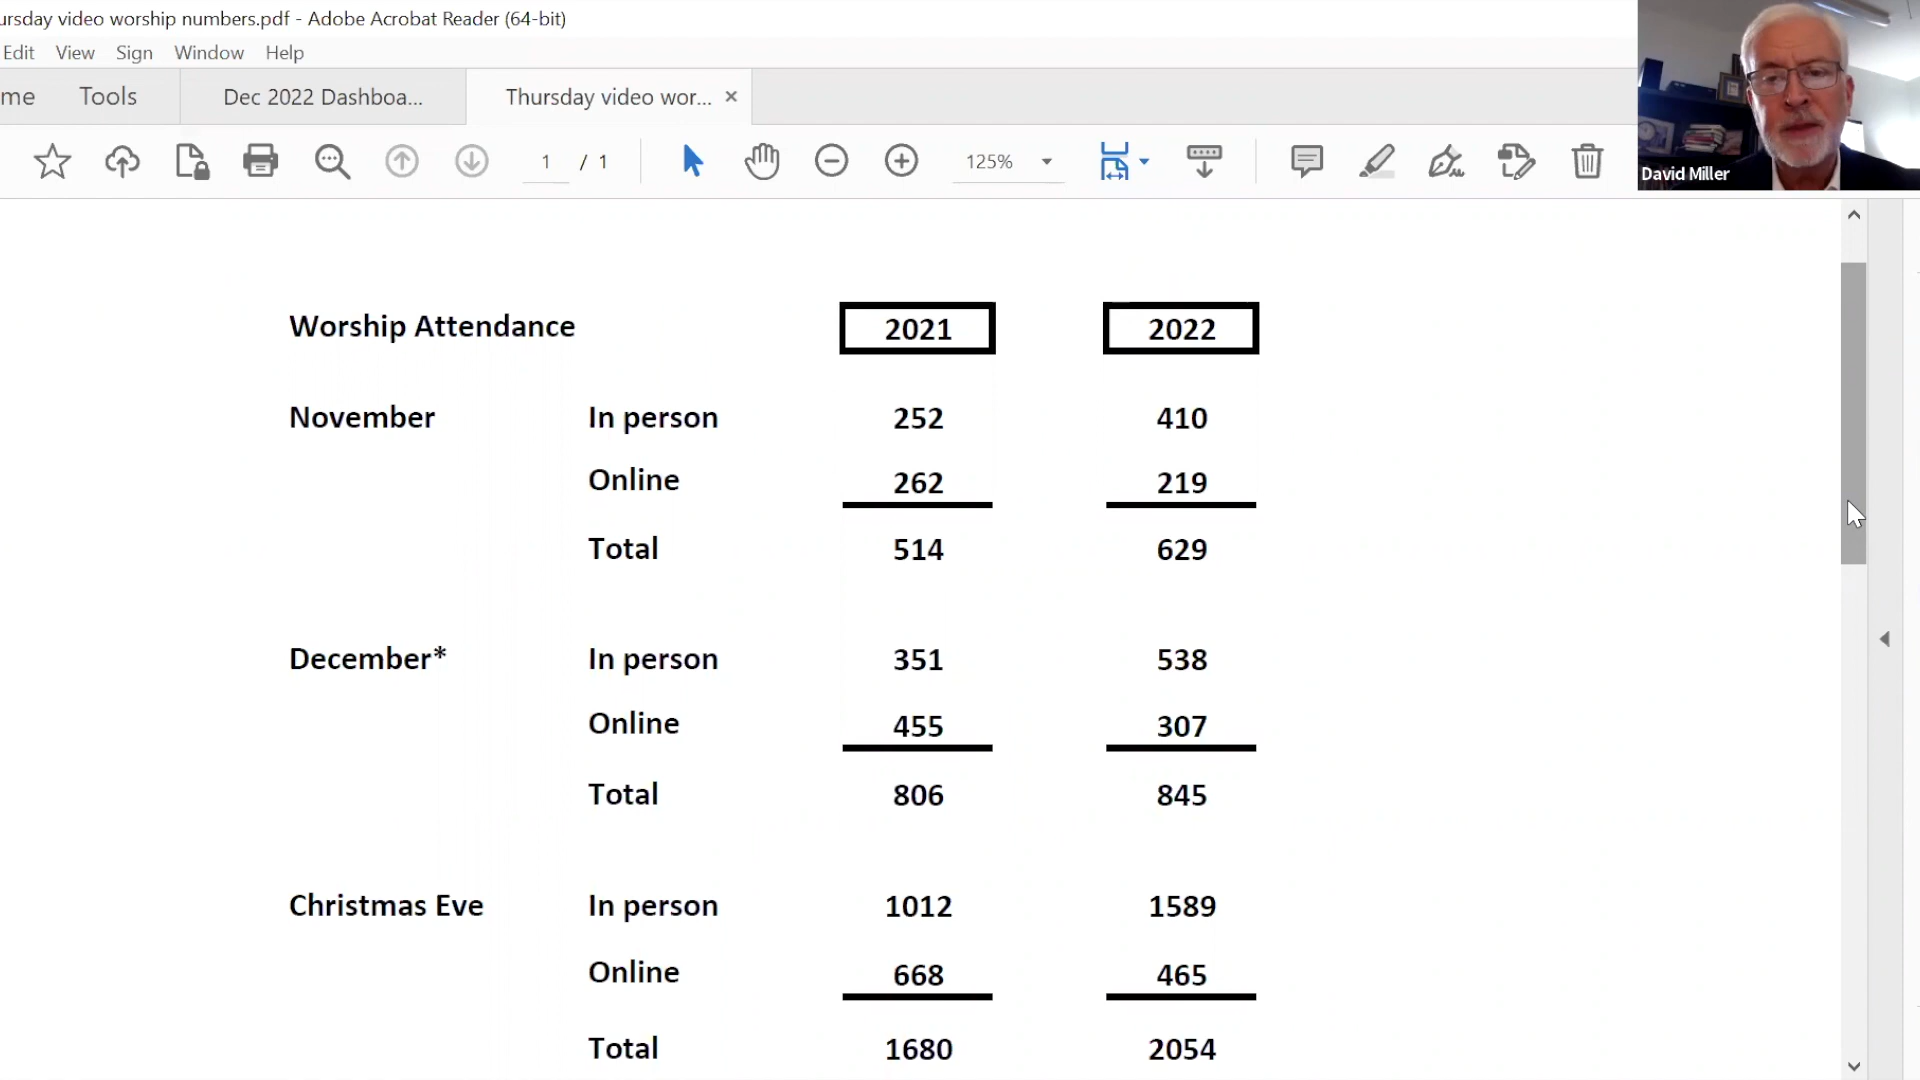 ursday video worship numbers.pdf - Adobe Acrobat Reader (64-bit)
Edit View Sign Window Help
me Tools Dec 2022 Dashboa... Thursday video wor... ×
1 / 1 125%
David Miller
Worship Attendance 2021 2022
November In person 252 410
Online 262 219
Total 514 629
December* In person 351 538
Online 455 307
Total 806 845
Christmas Eve In person 1012 1589
Online 668 465
Total 1680 2054